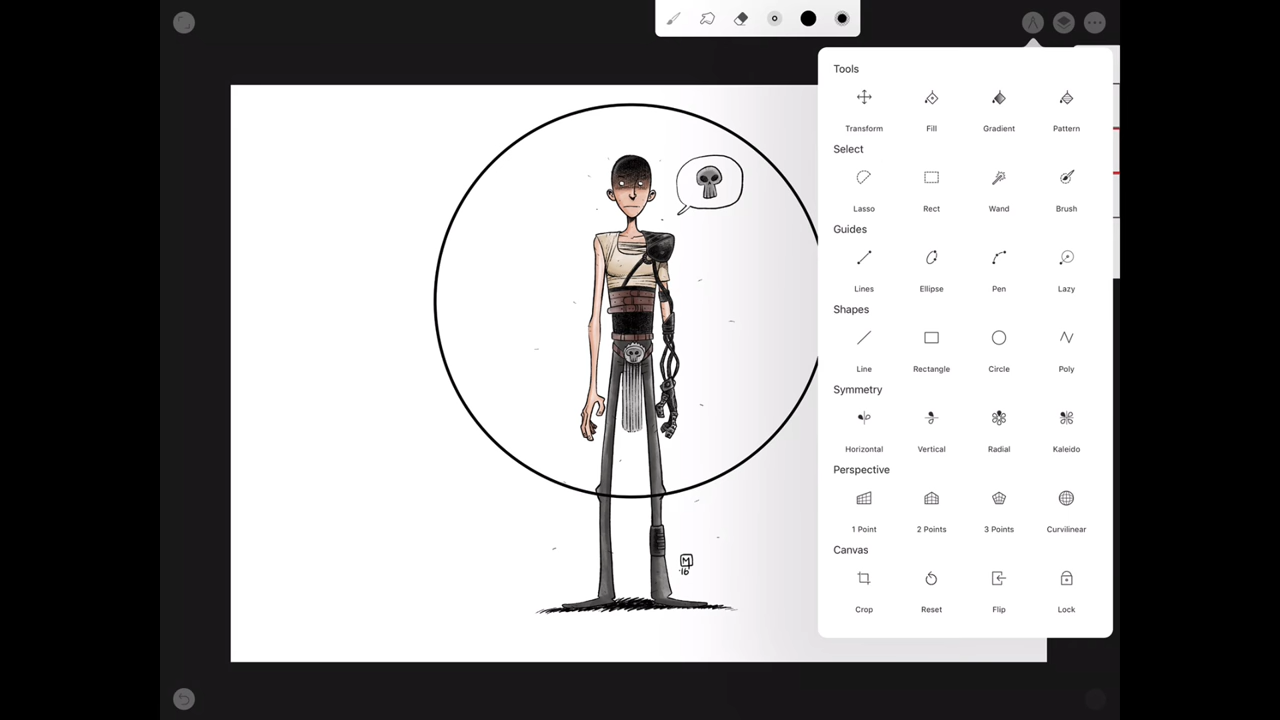 Tools
Transform Fill Gradient Pattern
Select
Lasso Rect Wand Brush
Guides
Lines Ellipse Pen Lazy
Shapes
Line Rectangle Circle Poly
Symmetry
Horizontal Vertical Radial Kaleido
Perspective
1 Point 2 Points 3 Points Curvilinear
Canvas
Crop Reset Flip Lock
M
'16